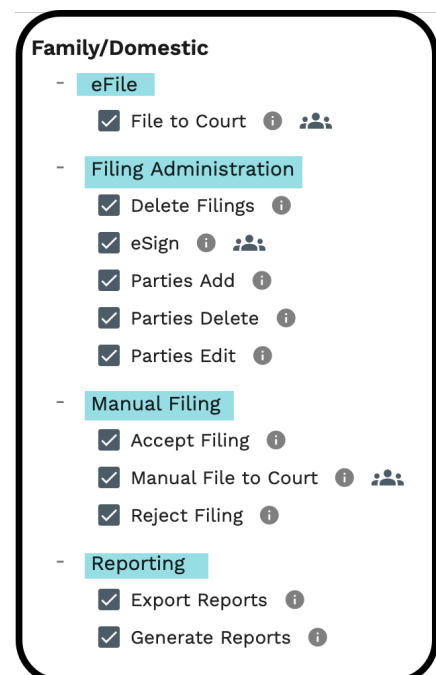 Family/Domestic
- eFile
File to Court
- Filing Administration
Delete Filings
eSign
Parties Add
Parties Delete
Parties Edit
- Manual Filing
Accept Filing
Manual File to Court
Reject Filing
- Reporting
Export Reports
Generate Reports